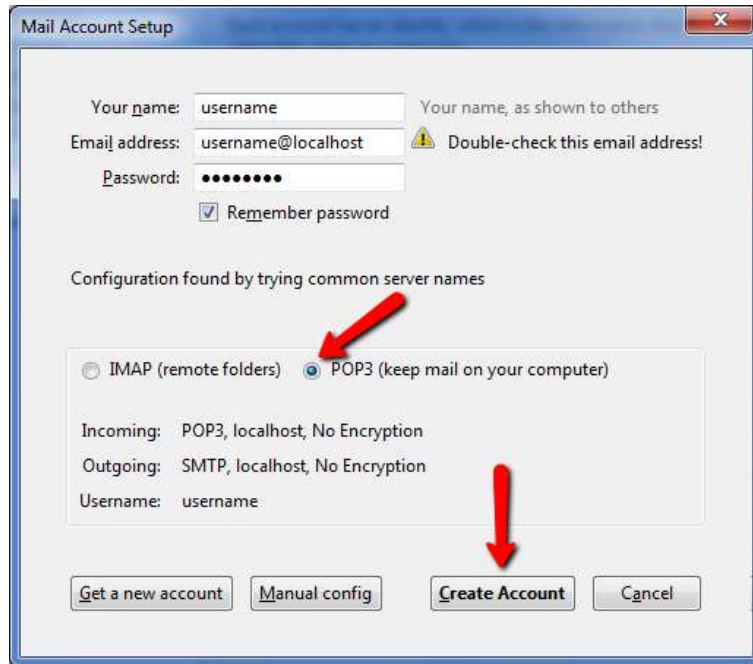 Mail Account Setup
Your name: username Your name, as shown to others
Email address: username@localhost Double-check this email address!
Password: ●●●●●●●●
Remember password
Configuration found by trying common server names
IMAP (remote folders) POP3 (keep mail on your computer)
Incoming: POP3, localhost, No Encryption
Outgoing: SMTP, localhost, No Encryption
Username: username
Get a new account Manual config Create Account Cancel